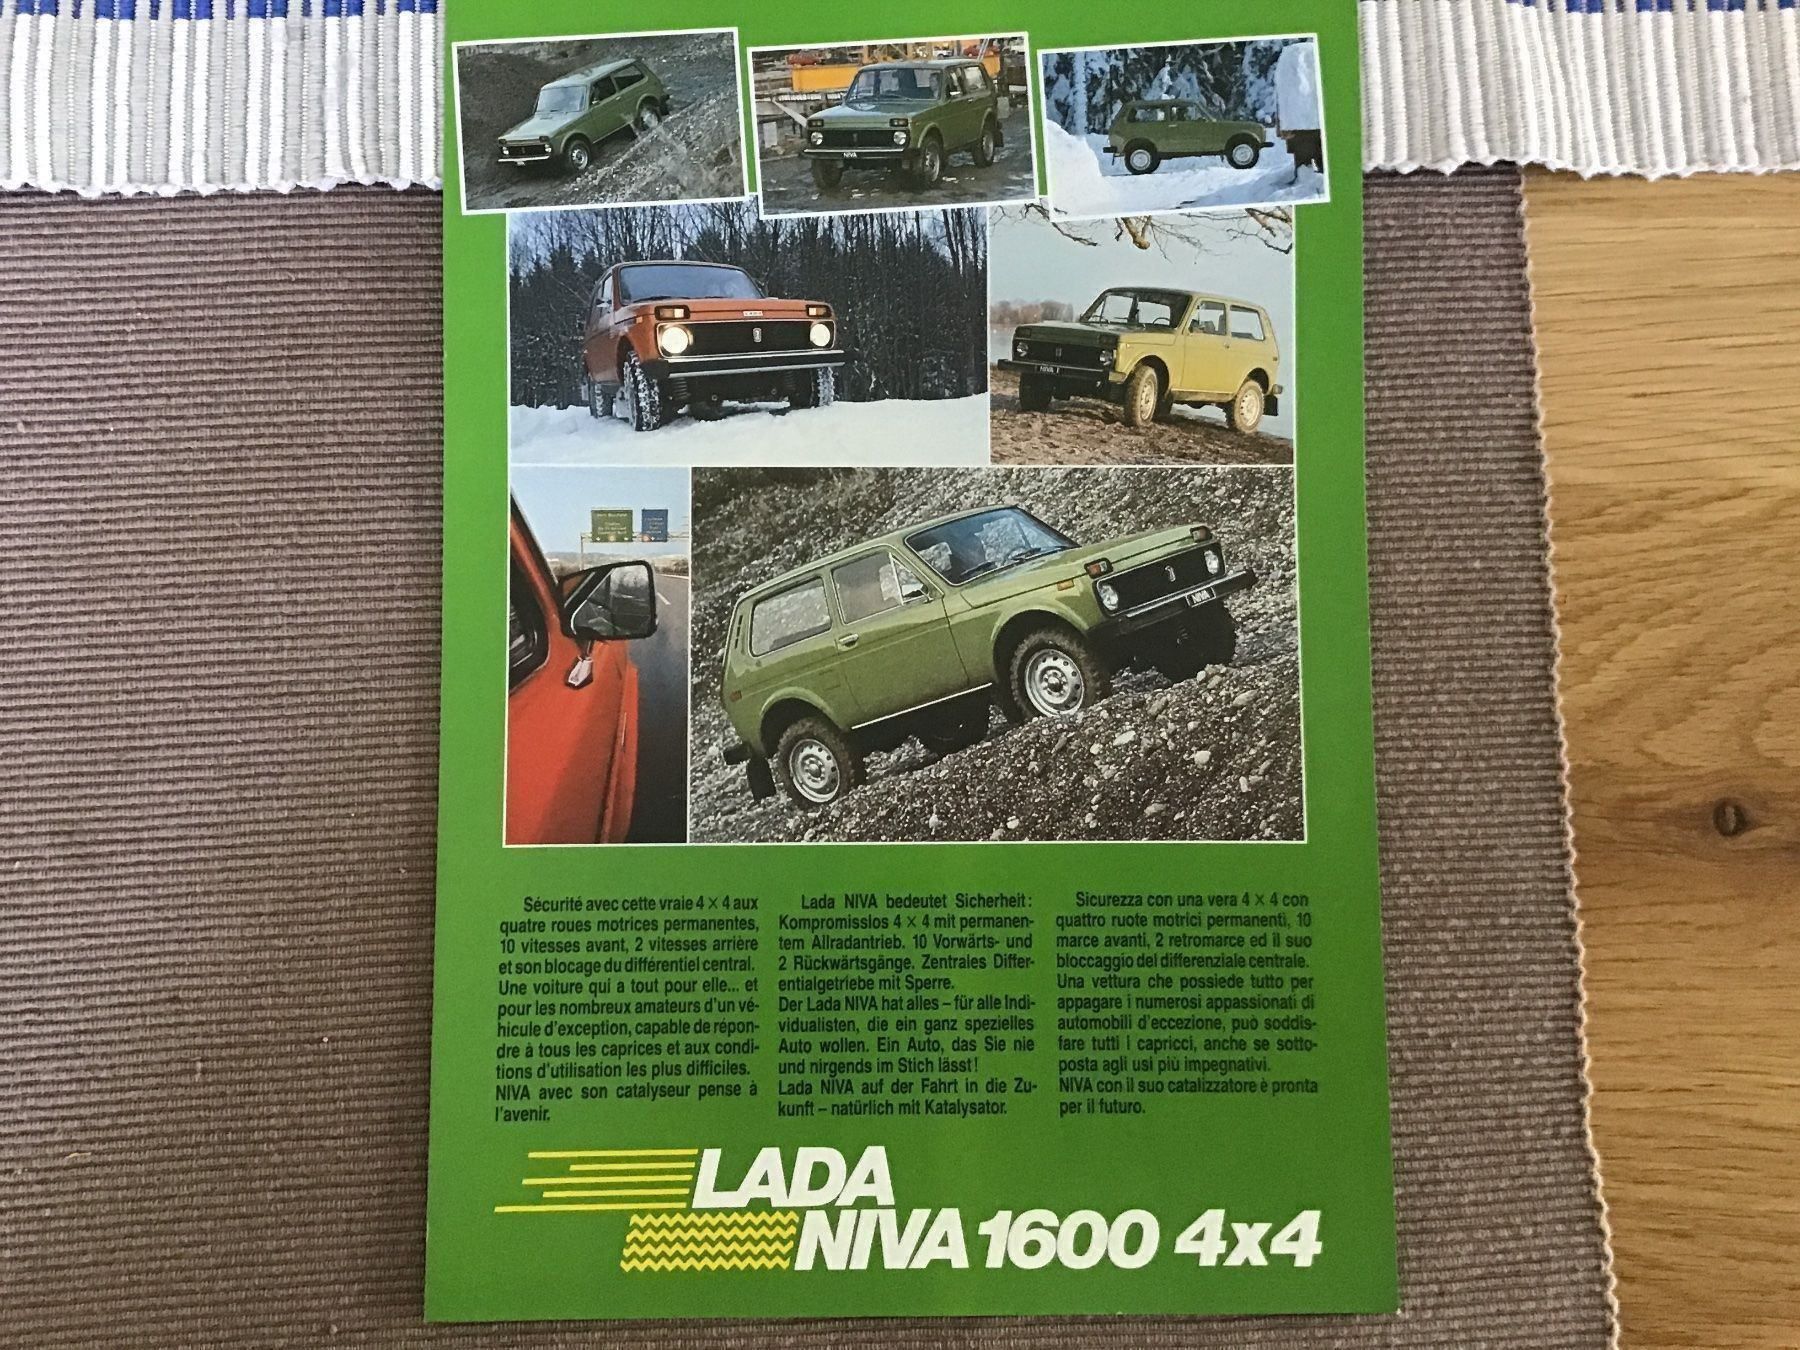 NIVA
LADA
NIVA
NIVA
Sécurité avec cette vraie 4 × 4 aux
quatre roues motrices permanentes,
10 vitesses avant, 2 vitesses arrière
et son blocage du différentiel central.
Une voiture qui a tout pour elle... et
pour les nombreux amateurs d'un vé-
hicule d'exception, capable de répon-
dre à tous les caprices et aux condi-
tions d'utilisation les plus difficiles.
NIVA avec son catalyseur pense à
l'avenir.
Lada NIVA bedeutet Sicherheit:
Kompromisslos 4 × 4 mit permanen-
tem Allradantrieb. 10 Vorwärts- und
2 Rückwärtsgänge. Zentrales Differ-
entialgetriebe mit Sperre.
Der Lada NIVA hat alles – für alle Indi-
vidualisten, die ein ganz spezielles
Auto wollen. Ein Auto, das Sie nie
und nirgends im Stich lässt!
Lada NIVA auf der Fahrt in die Zu-
kunft – natürlich mit Katalysator.
Sicurezza con una vera 4 × 4 con
quattro ruote motrici permanenti, 10
marce avanti, 2 retromarce ed il suo
bloccaggio del differenziale centrale.
Una vettura che possiede tutto per
appagare i numerosi appassionati di
automobili d'eccezione, può soddis-
fare tutti i capricci, anche se sotto-
posta agli usi più impegnativi.
NIVA con il suo catalizzatore è pronta
per il futuro.
LADA
NIVA 1600 4x4